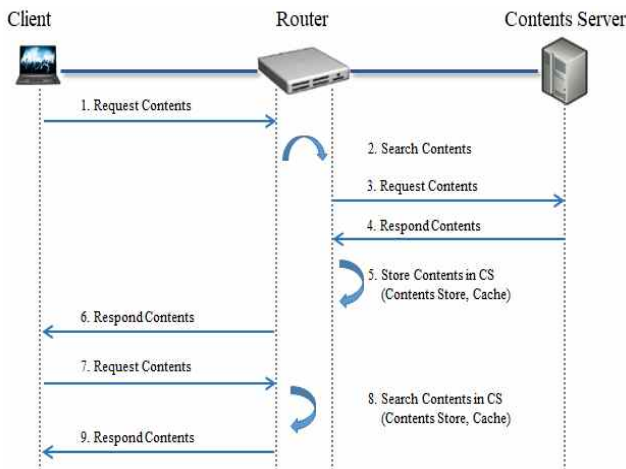 Client
Router
Contents Server
1. Request Contents
2. Search Contents
3. Request Contents
4. Respond Contents
5. Store Contents in CS
(Contents Store, Cache)
6. Respond Contents
7. Request Contents
8. Search Contents in CS
(Contents Store, Cache)
9. Respond Contents